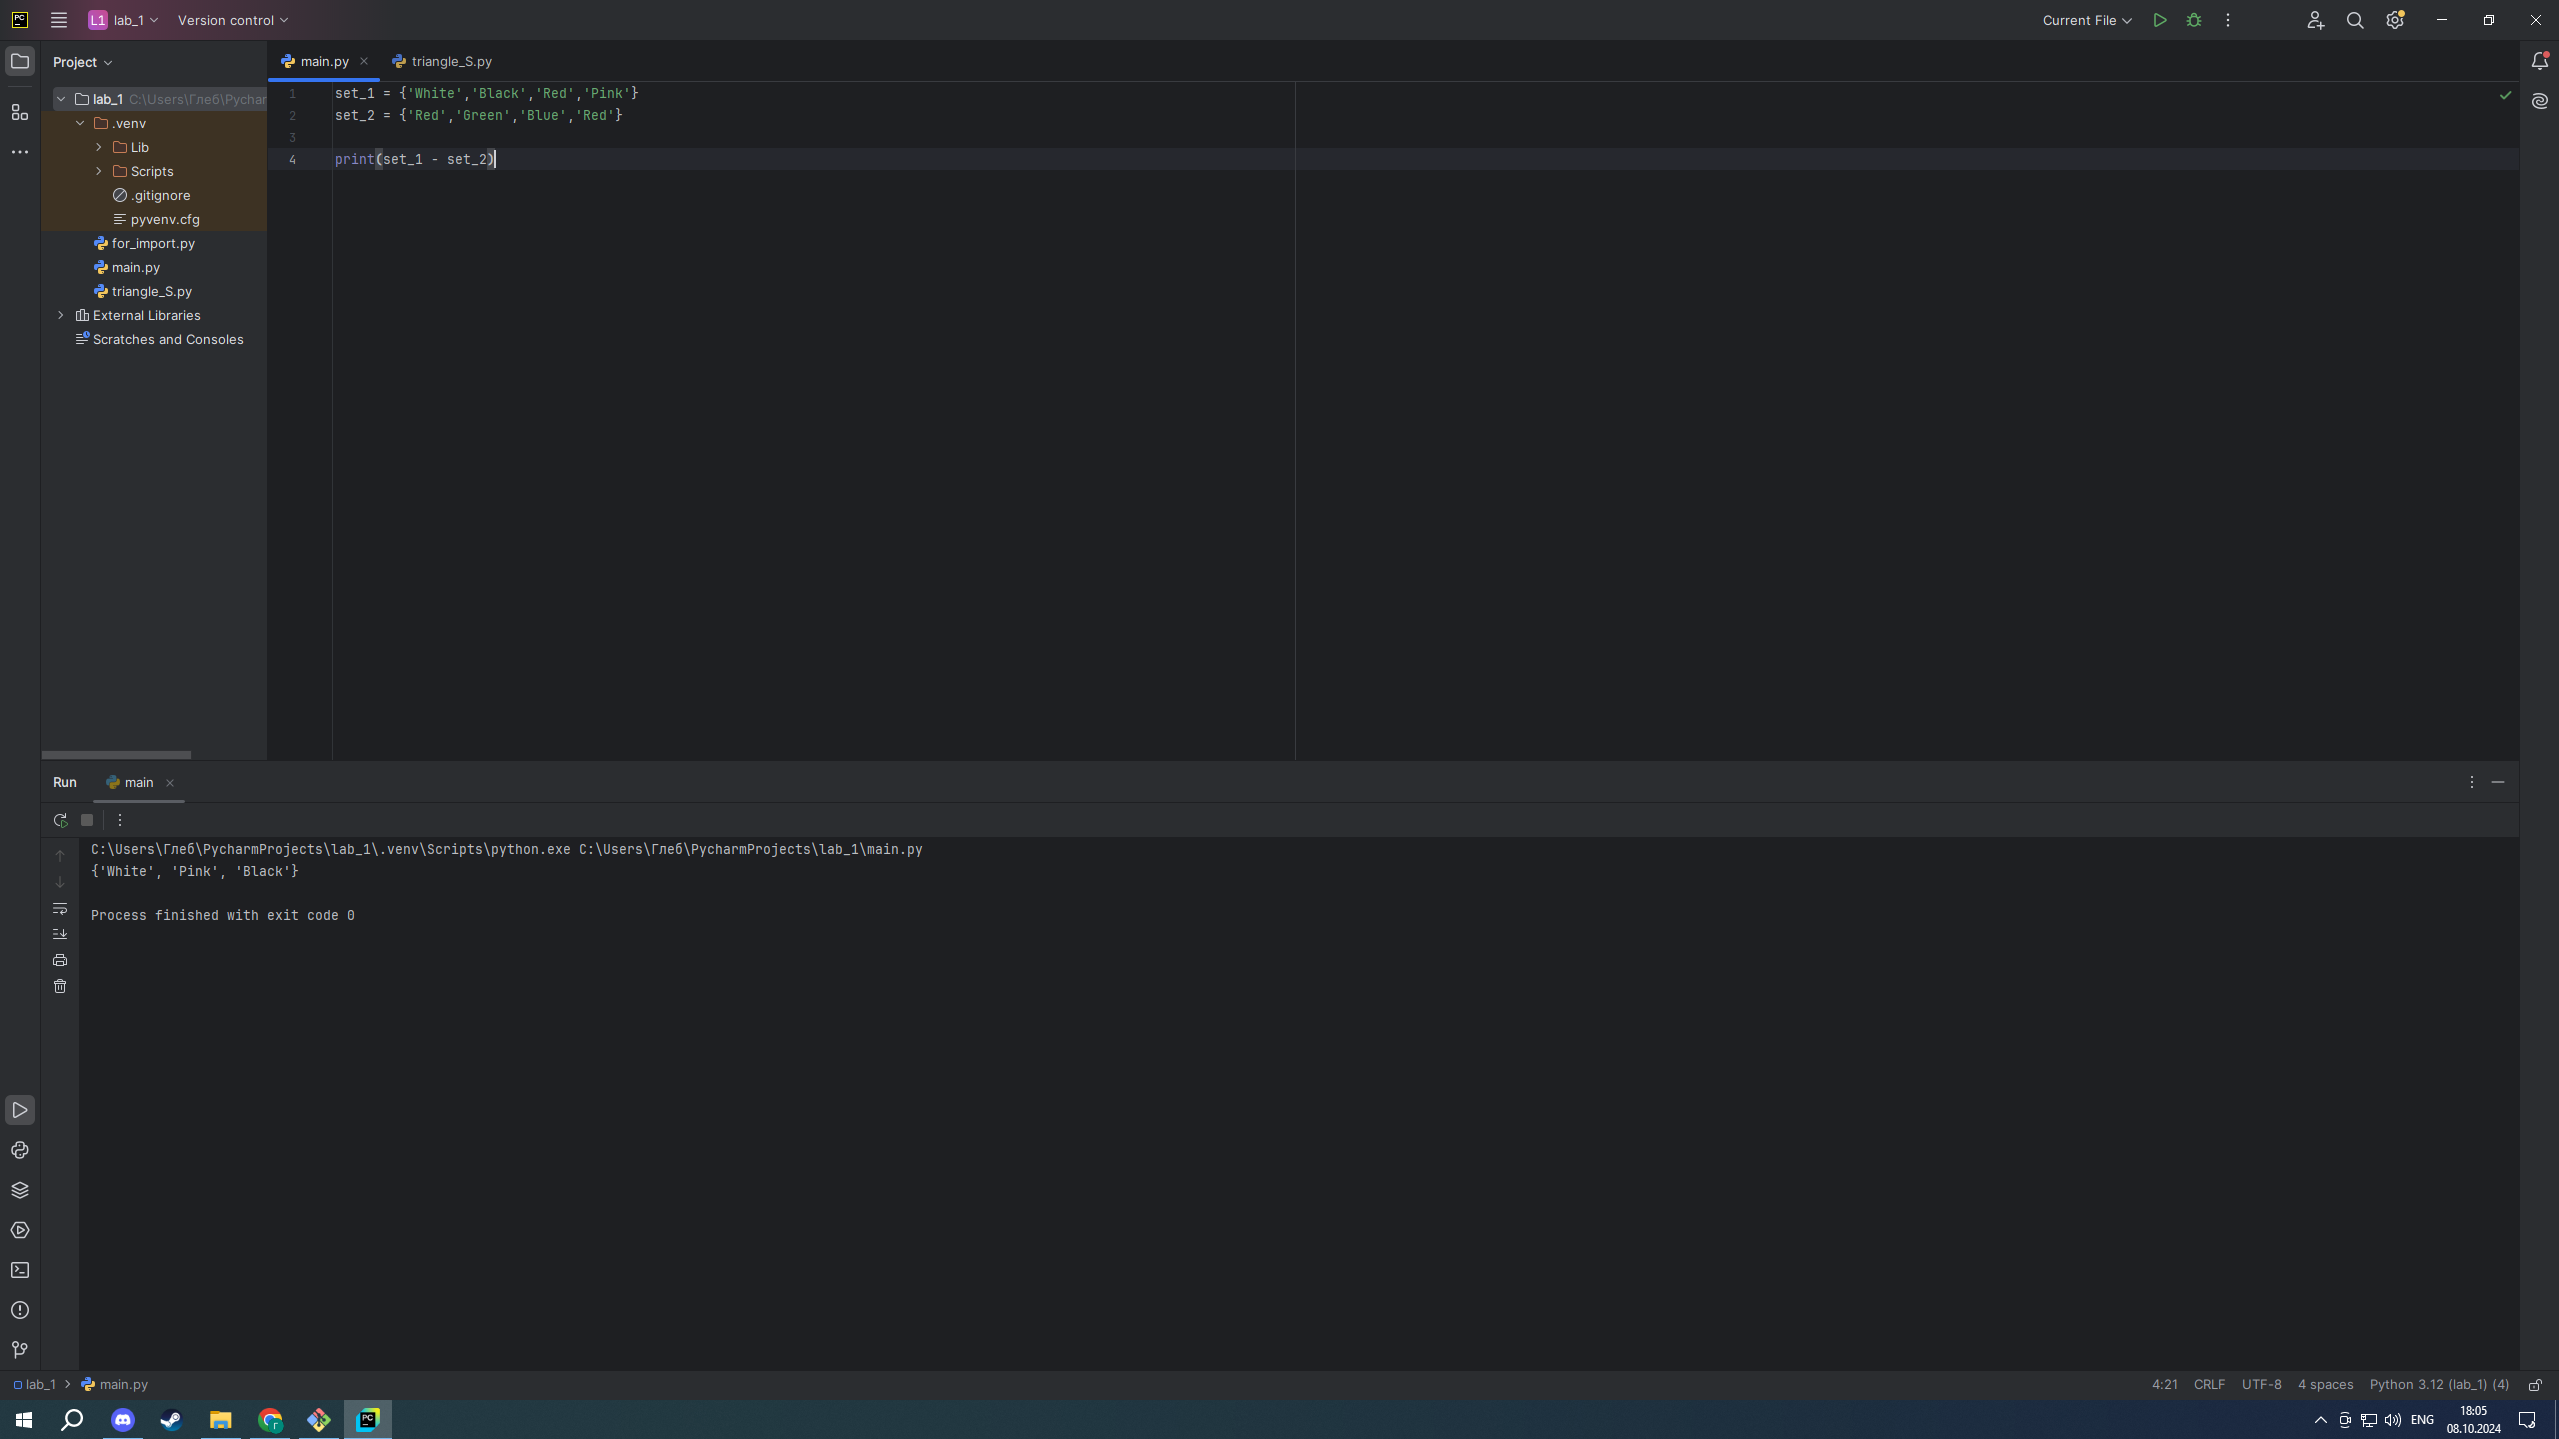 PC
L1 lab_1
Version control
Current File
Project
main.py
triangle_S.py
lab_1 C:\Users\Глеб\Pychar
.venv
Lib
Scripts
.gitignore
pyvenv.cfg
for_import.py
main.py
triangle_S.py
External Libraries
Scratches and Consoles
1 set_1 = {'White','Black','Red','Pink'}
2 set_2 = {'Red','Green','Blue','Red'}
3
4 print(set_1 - set_2)
Run
main
C:\Users\Глеб\PycharmProjects\lab_1\.venv\Scripts\python.exe C:\Users\Глеб\PycharmProjects\lab_1\main.py
{'White', 'Pink', 'Black'}
Process finished with exit code 0
lab_1
main.py
4:21
CRLF
UTF-8
4 spaces
Python 3.12 (lab_1) (4)
PC
ENG
18:05
08.10.2024